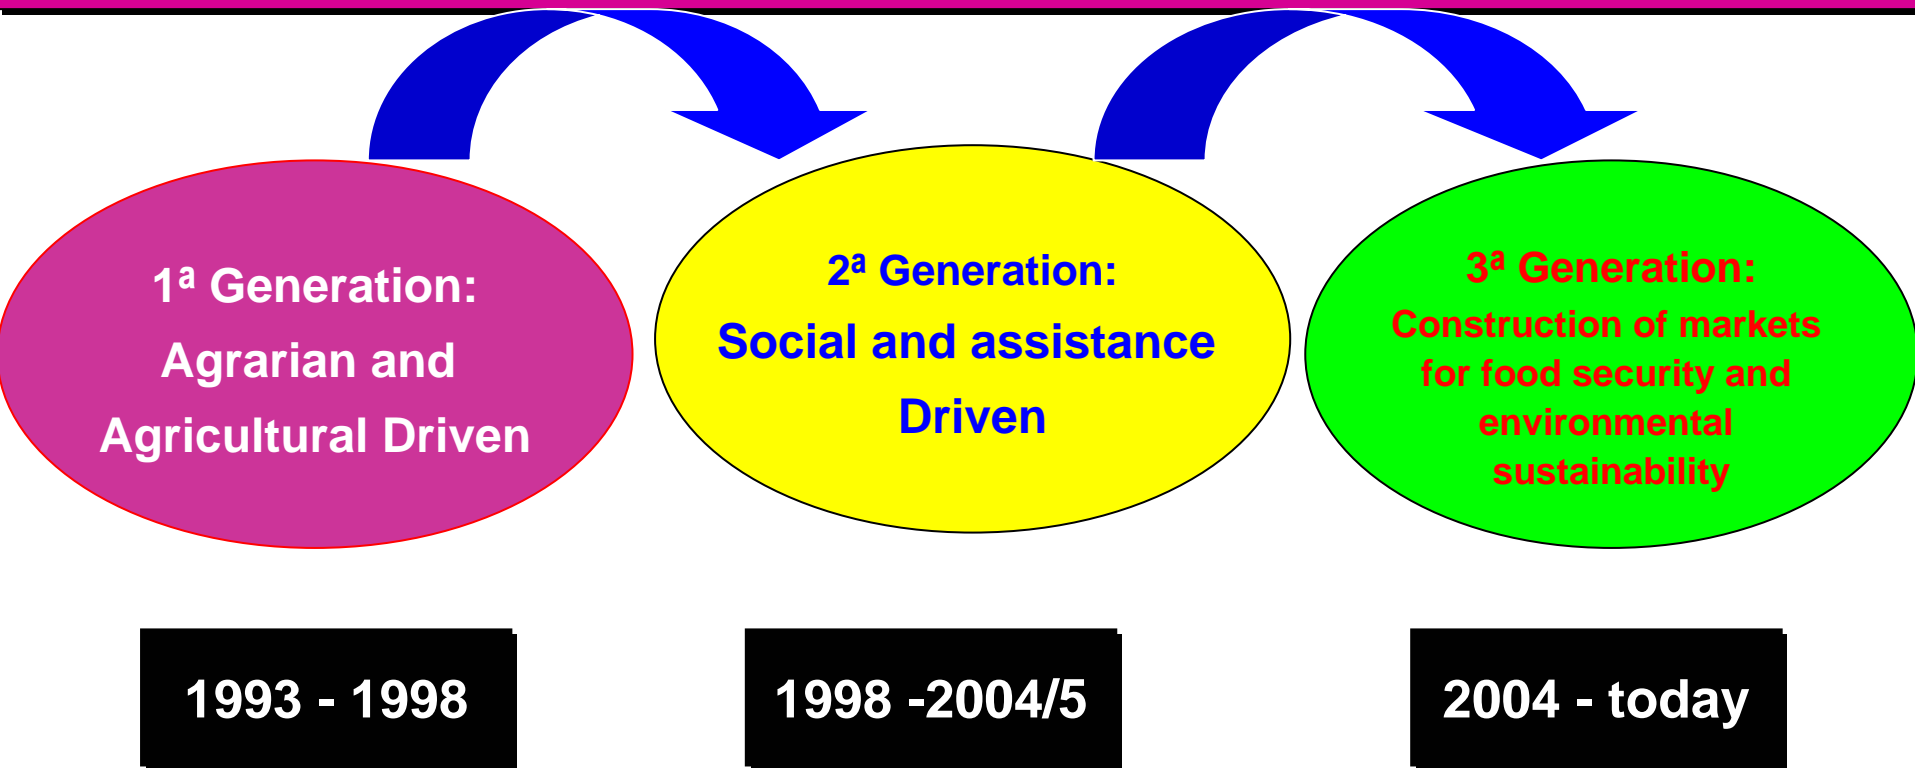 1ª Generation:
Agrarian and
Agricultural Driven
2ª Generation:
Social and assistance
Driven
3ª Generation:
Construction of markets
for food security and
environmental
sustainability
1993 - 1998
1998 -2004/5
2004 - today